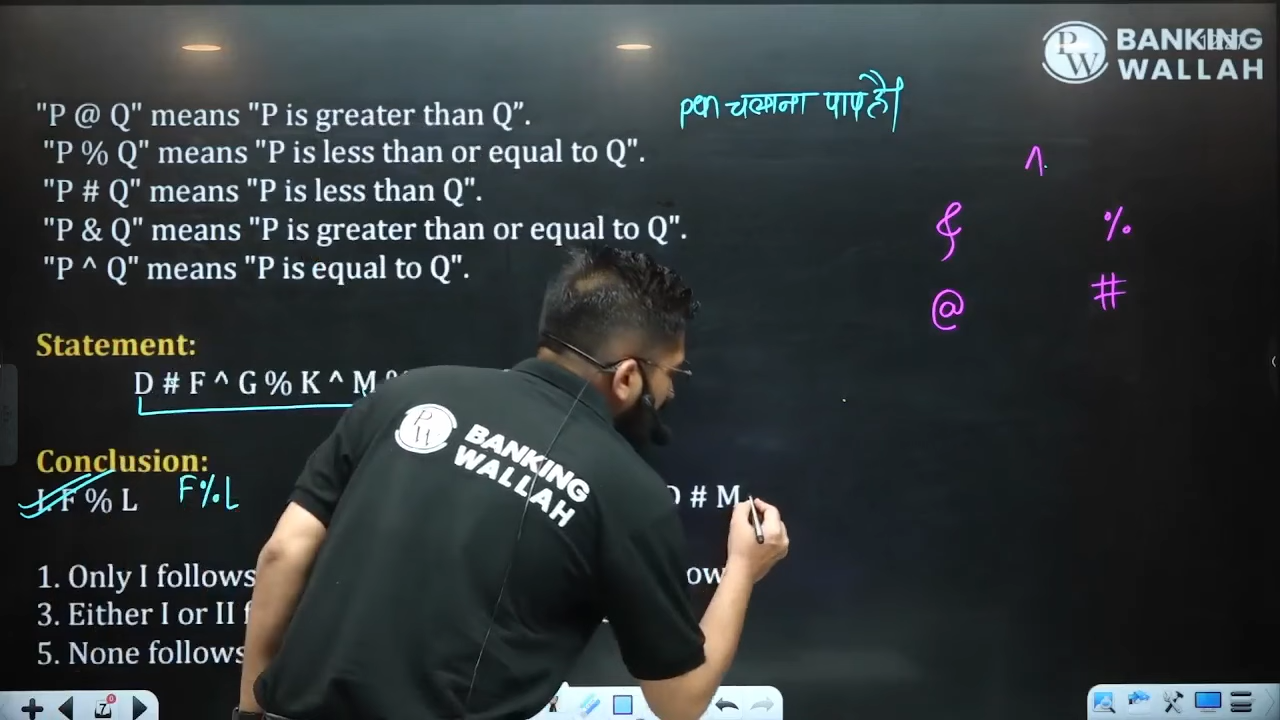 BANKING
WALLAH
"P @ Q" means "P is greater than Q".
pen चलाना पाप है।
"P % Q" means "P is less than or equal to Q".
"P # Q" means "P is less than Q".
"P & Q" means "P is greater than or equal to Q".
"P ^ Q" means "P is equal to Q".
^
& %
@ #
Statement:
D # F ^ G % K ^ M %
Conclusion:
I. F % L F%L D # M
1. Only I follows
3. Either I or II
5. None follows
PW BANKING
WALLAH